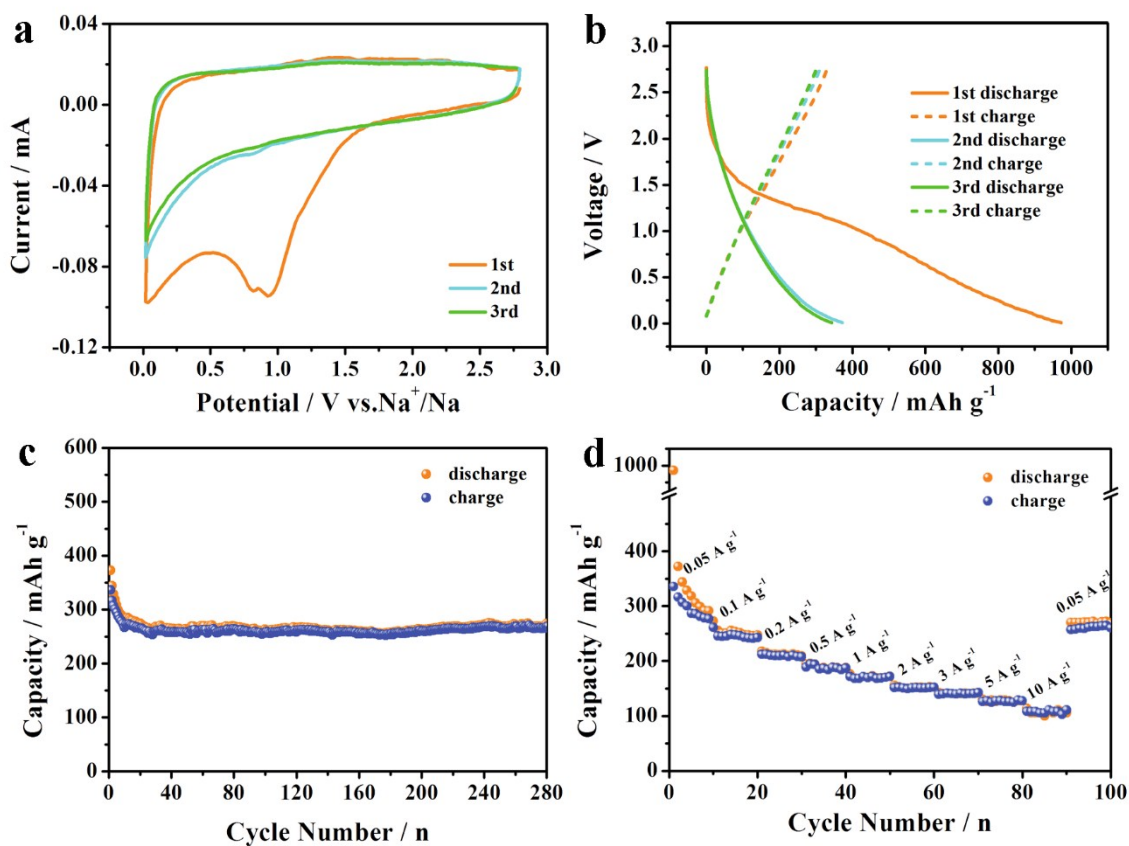 a
0.04
0.00
-0.04
-0.08
-0.12
Current / mA
1st
2nd
3rd
0.0 0.5 1.0 1.5 2.0 2.5 3.0
Potential / V vs.Na⁺/Na
b
3.0
2.5
2.0
1.5
1.0
0.5
0.0
Voltage / V
1st discharge
1st charge
2nd discharge
2nd charge
3rd discharge
3rd charge
0 200 400 600 800 1000
Capacity / mAh g⁻¹
c
600
500
400
300
200
100
0
Capacity / mAh g⁻¹
discharge
charge
0 40 80 120 160 200 240 280
Cycle Number / n
d
1000
400
300
200
100
0
Capacity / mAh g⁻¹
discharge
charge
0.05 A g⁻¹
0.1 A g⁻¹
0.2 A g⁻¹
0.5 A g⁻¹
1 A g⁻¹
2 A g⁻¹
3 A g⁻¹
5 A g⁻¹
10 A g⁻¹
0.05 A g⁻¹
0 20 40 60 80 100
Cycle Number / n